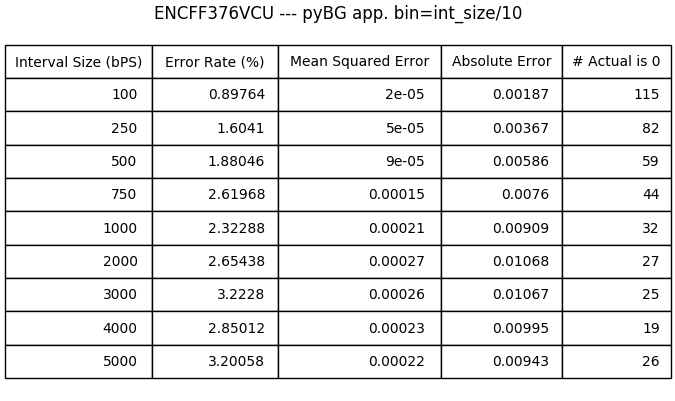 ENCFF376VCU --- pyBG app. bin=int_size/10
Interval Size (bPS) Error Rate (%) Mean Squared Error Absolute Error # Actual is 0
100 0.89764 2e-05 0.00187 115
250 1.6041 5e-05 0.00367 82
500 1.88046 9e-05 0.00586 59
750 2.61968 0.00015 0.0076 44
1000 2.32288 0.00021 0.00909 32
2000 2.65438 0.00027 0.01068 27
3000 3.2228 0.00026 0.01067 25
4000 2.85012 0.00023 0.00995 19
5000 3.20058 0.00022 0.00943 26